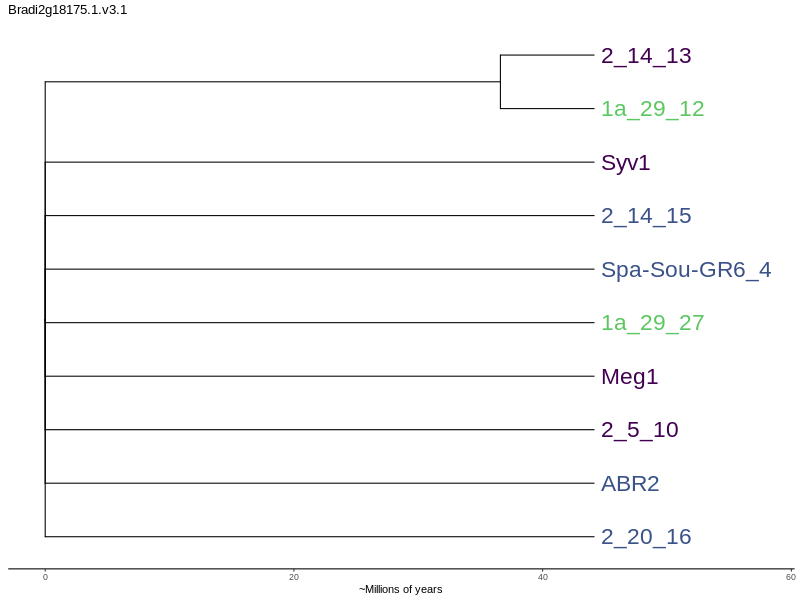 Bradi2g18175.1.v3.1
2_14_13
1a_29_12
Syv1
2_14_15
Spa-Sou-GR6_4
1a_29_27
Meg1
2_5_10
ABR2
2_20_16
0 20 40 60
~Millions of years